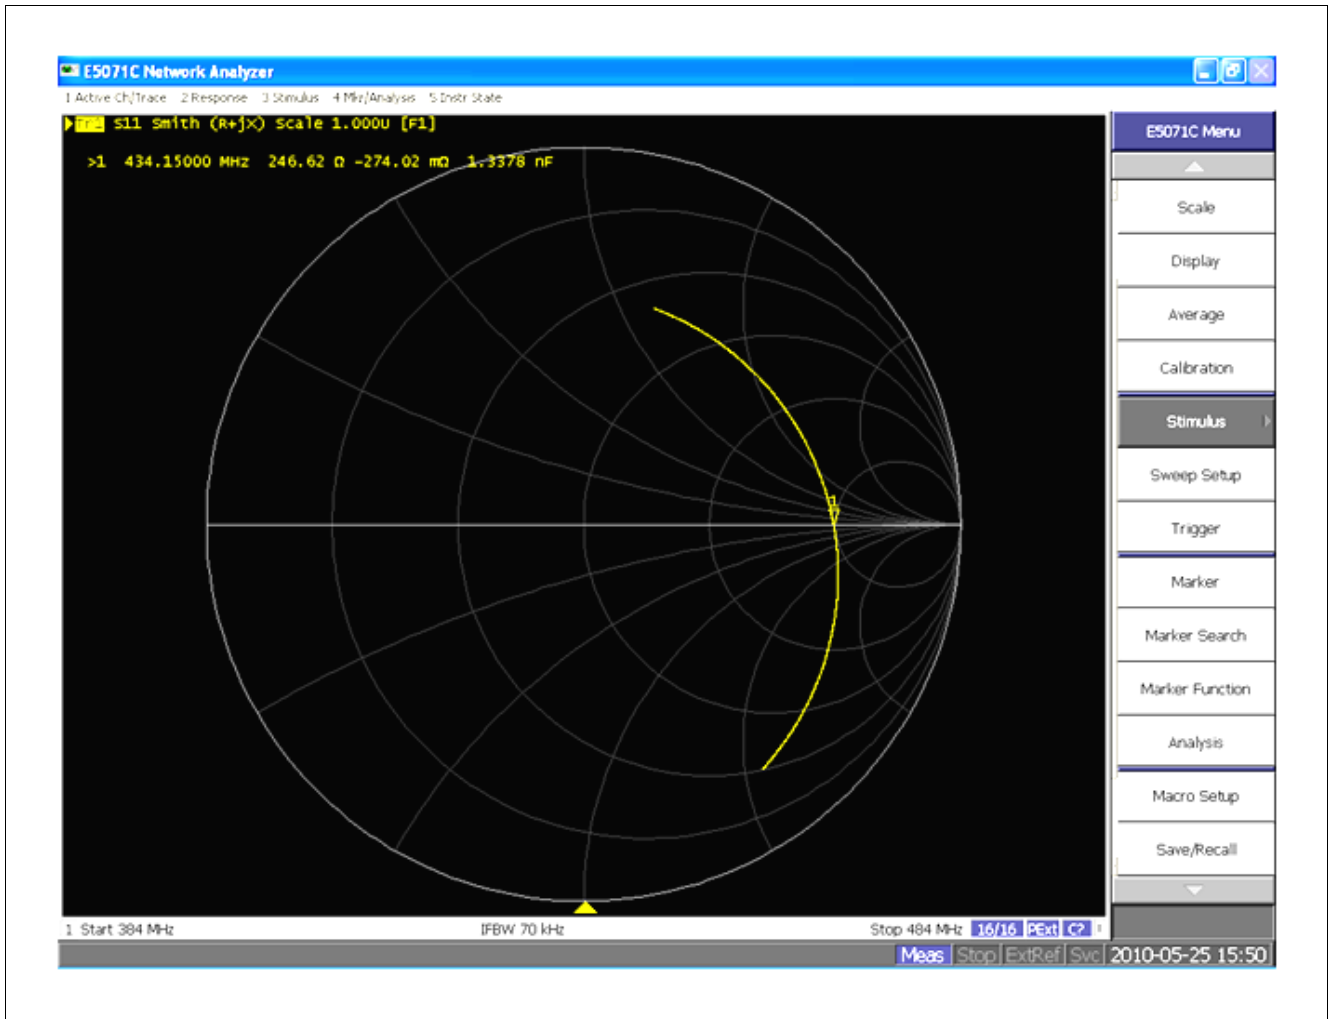 E5071C Network Analyzer
1 Active Ch/Trace 2 Response 3 Stimulus 4 Mkr/Analysis 5 Instr State
Tr1 S11 Smith (R+jX) Scale 1.000U [F1]
>1 434.15000 MHz 246.62 Ω -274.02 mΩ 1.3378 nF
1
E5071C Menu
Scale
Display
Average
Calibration
Stimulus
Sweep Setup
Trigger
Marker
Marker Search
Marker Function
Analysis
Macro Setup
Save/Recall
1 Start 384 MHz IFBW 70 kHz Stop 484 MHz 16/16 PExt C?
Meas Stop ExtRef Svc 2010-05-25 15:50